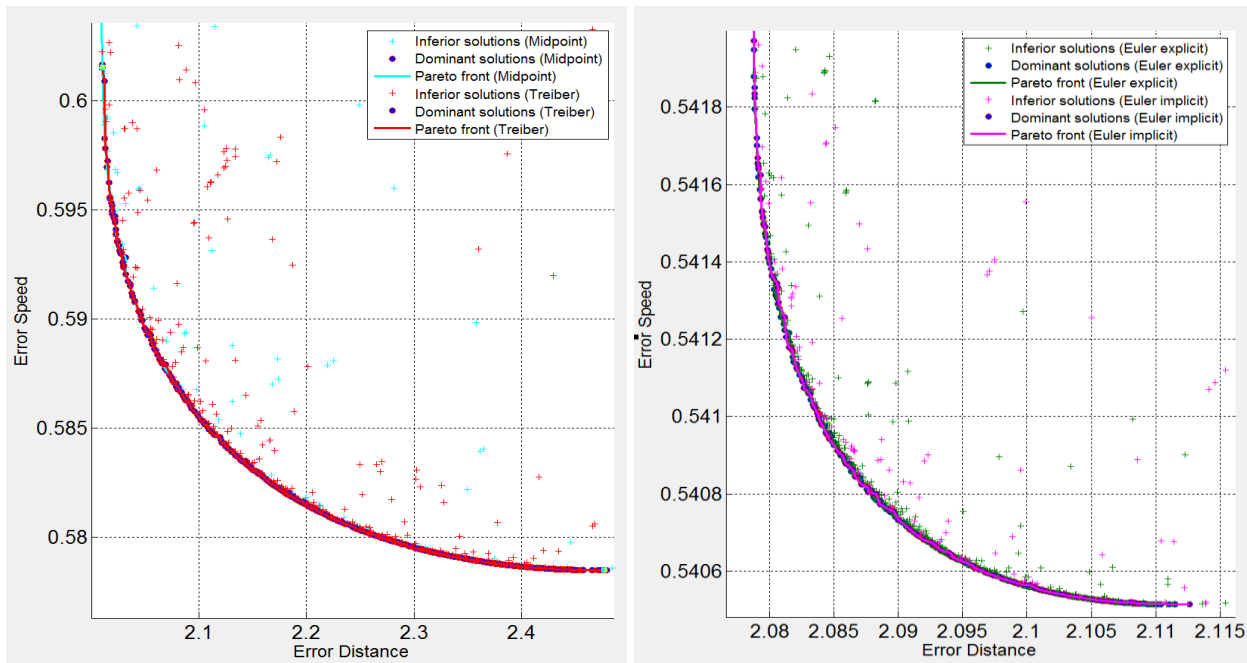 Inferior solutions (Midpoint)
Dominant solutions (Midpoint)
Pareto front (Midpoint)
Inferior solutions (Treiber)
Dominant solutions (Treiber)
Pareto front (Treiber)
0.6
0.595
0.59
0.585
0.58
Error Speed
2.1
2.2
2.3
2.4
Error Distance
Inferior solutions (Euler explicit)
Dominant solutions (Euler explicit)
Pareto front (Euler explicit)
Inferior solutions (Euler implicit)
Dominant solutions (Euler implicit)
Pareto front (Euler implicit)
0.5418
0.5416
0.5414
0.5412
0.541
0.5408
0.5406
Error Speed
2.08
2.085
2.09
2.095
2.1
2.105
2.11
2.115
Error Distance